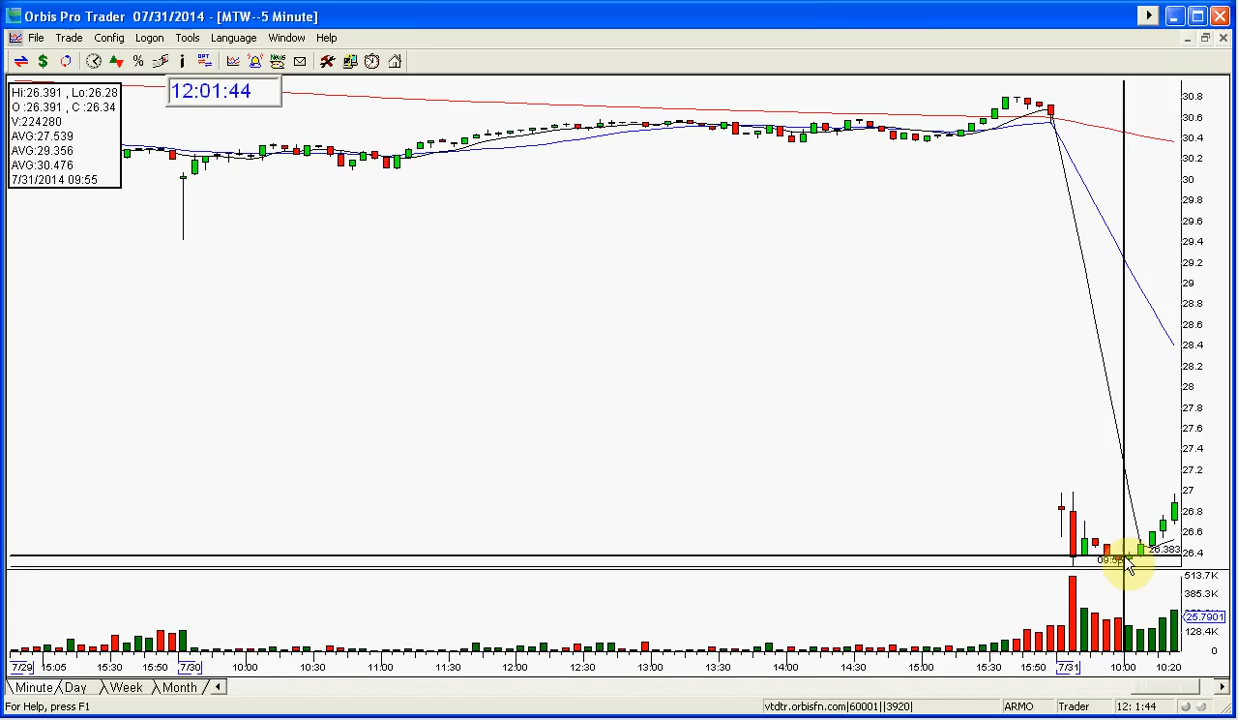 Orbis Pro Trader 07/31/2014 - [MTW--5 Minute]
File Trade Config Logon Tools Language Window Help
Hi:26.391 , Lo:26.28
O :26.391 , C :26.34
V:224280
AVG:27.539
AVG:29.356
AVG:30.476
7/31/2014 09:55
12:01:44
30.8
30.6
30.4
30.2
30
29.8
29.6
29.4
29.2
29
28.8
28.6
28.4
28.2
28
27.8
27.6
27.4
27.2
27
26.8
26.6
26.4
26.383
513.7K
385.3K
25.7901
128.4K
0
7/29 15:05 15:30 15:50 7/30 10:00 10:30 11:00 11:30 12:00 12:30 13:00 13:30 14:00 14:30 15:00 15:30 15:50 7/31 10:00 10:20
Minute Day Week Month
For Help, press F1 vtdtr.orbisfn.com|60001||3920| ARMO Trader 12: 1:44